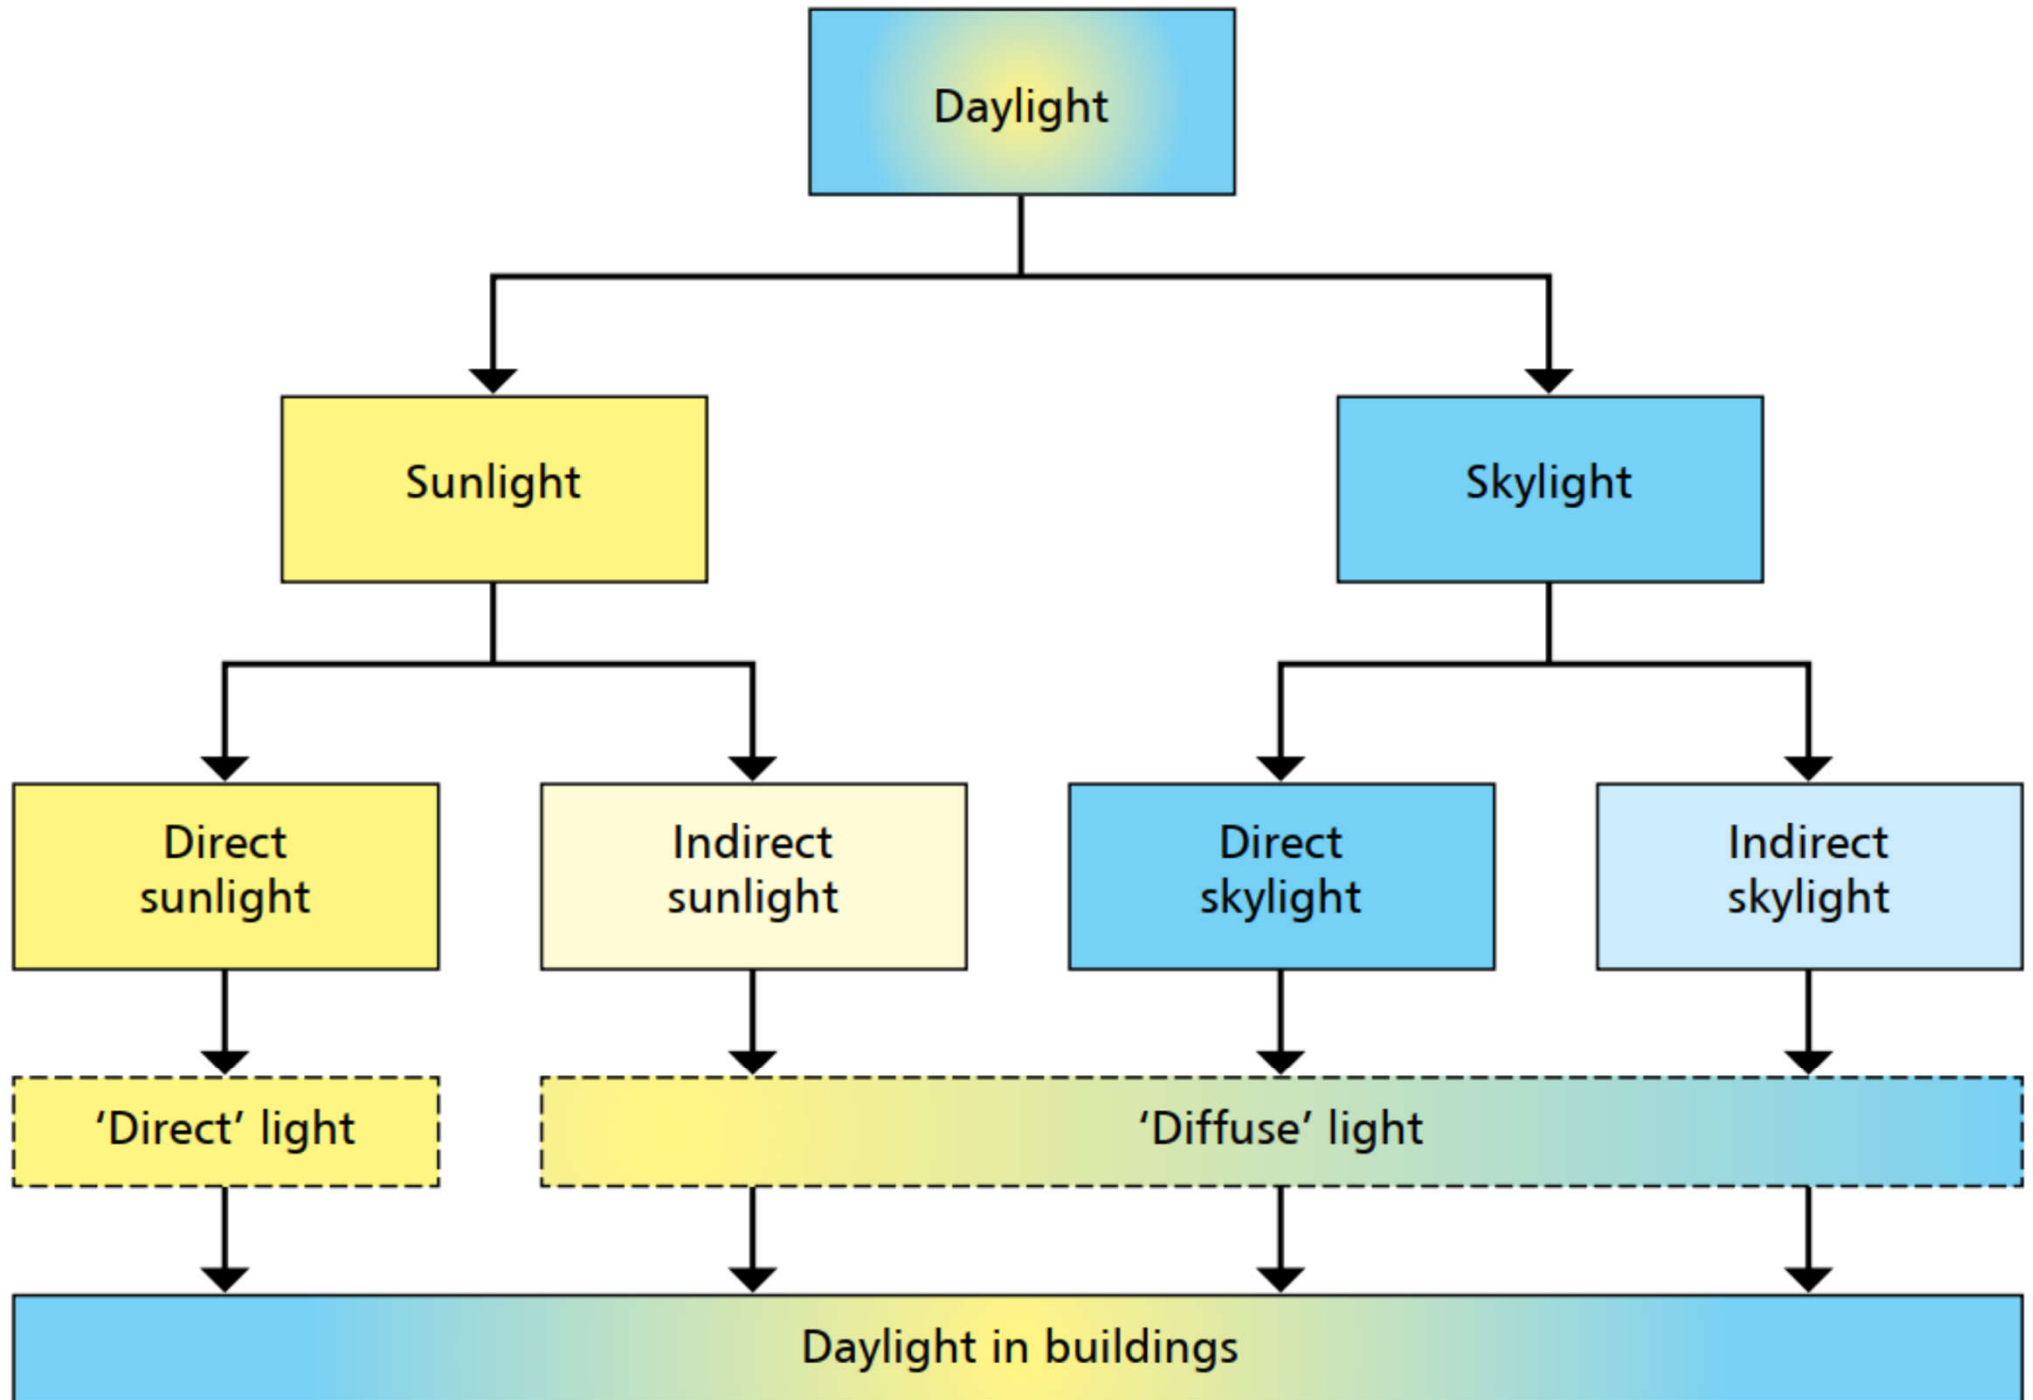 Daylight
Sunlight
Skylight
Direct
sunlight
Indirect
sunlight
Direct
skylight
Indirect
skylight
‘Direct’ light
‘Diffuse’ light
Daylight in buildings